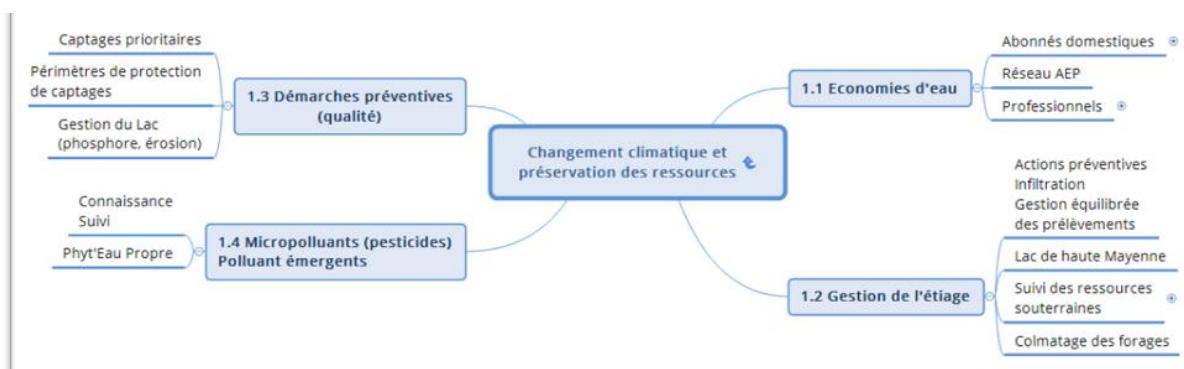 Changement climatique et
préservation des ressources
1.1 Economies d'eau
Abonnés domestiques
Réseau AEP
Professionnels
1.2 Gestion de l'étiage
Actions préventives
Infiltration
Gestion équilibrée
des prélèvements
Lac de haute Mayenne
Suivi des ressources
souterraines
Colmatage des forages
1.3 Démarches préventives
(qualité)
Captages prioritaires
Périmètres de protection
de captages
Gestion du Lac
(phosphore, érosion)
1.4 Micropolluants (pesticides)
Polluant émergents
Connaissance
Suivi
Phyt'Eau Propre